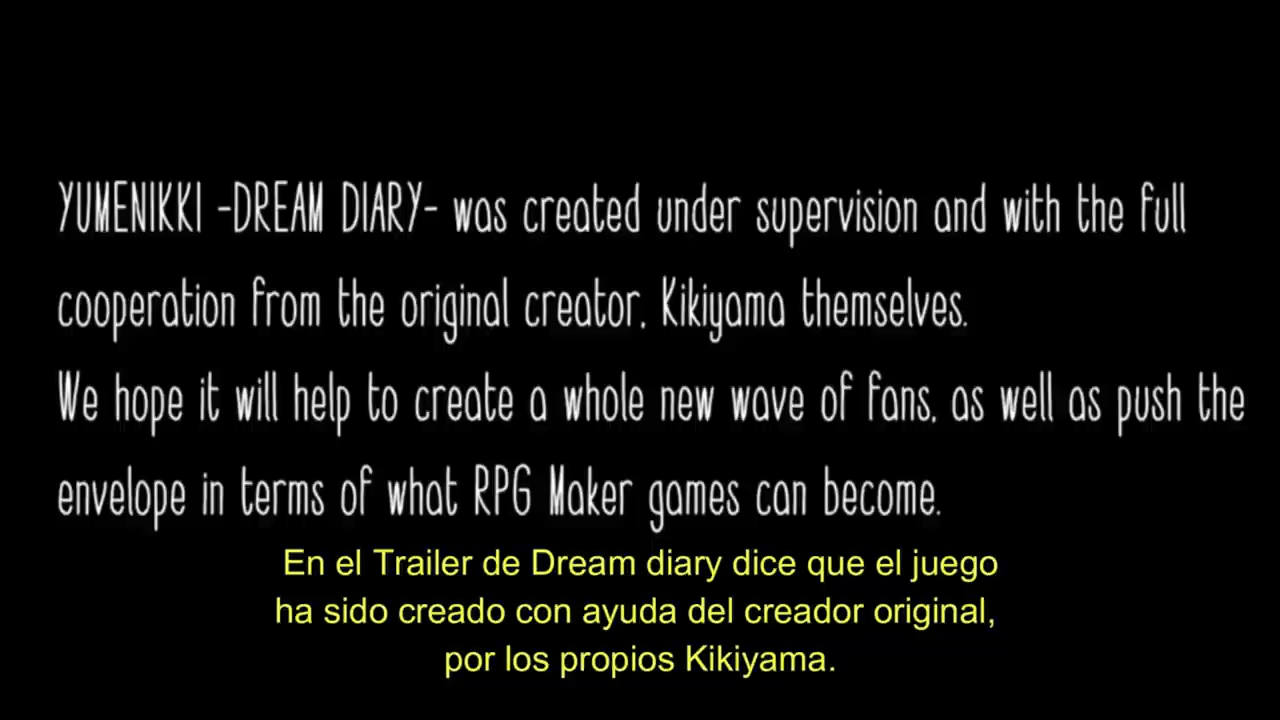 YUMENIKKI -DREAM DIARY- was created under supervision and with the full
cooperation from the original creator, Kikiyama themselves.
We hope it will help to create a whole new wave of fans, as well as push the
envelope in terms of what RPG Maker games can become.
En el Trailer de Dream diary dice que el juego
ha sido creado con ayuda del creador original,
por los propios Kikiyama.